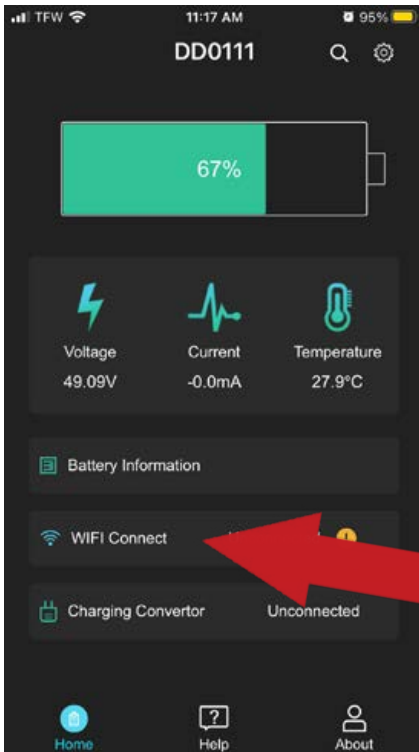 TFW 11:17 AM 95%
DD0111
67%
Voltage Current Temperature
49.09V -0.0mA 27.9°C
Battery Information
WIFI Connect
Charging Convertor Unconnected
Home Help About